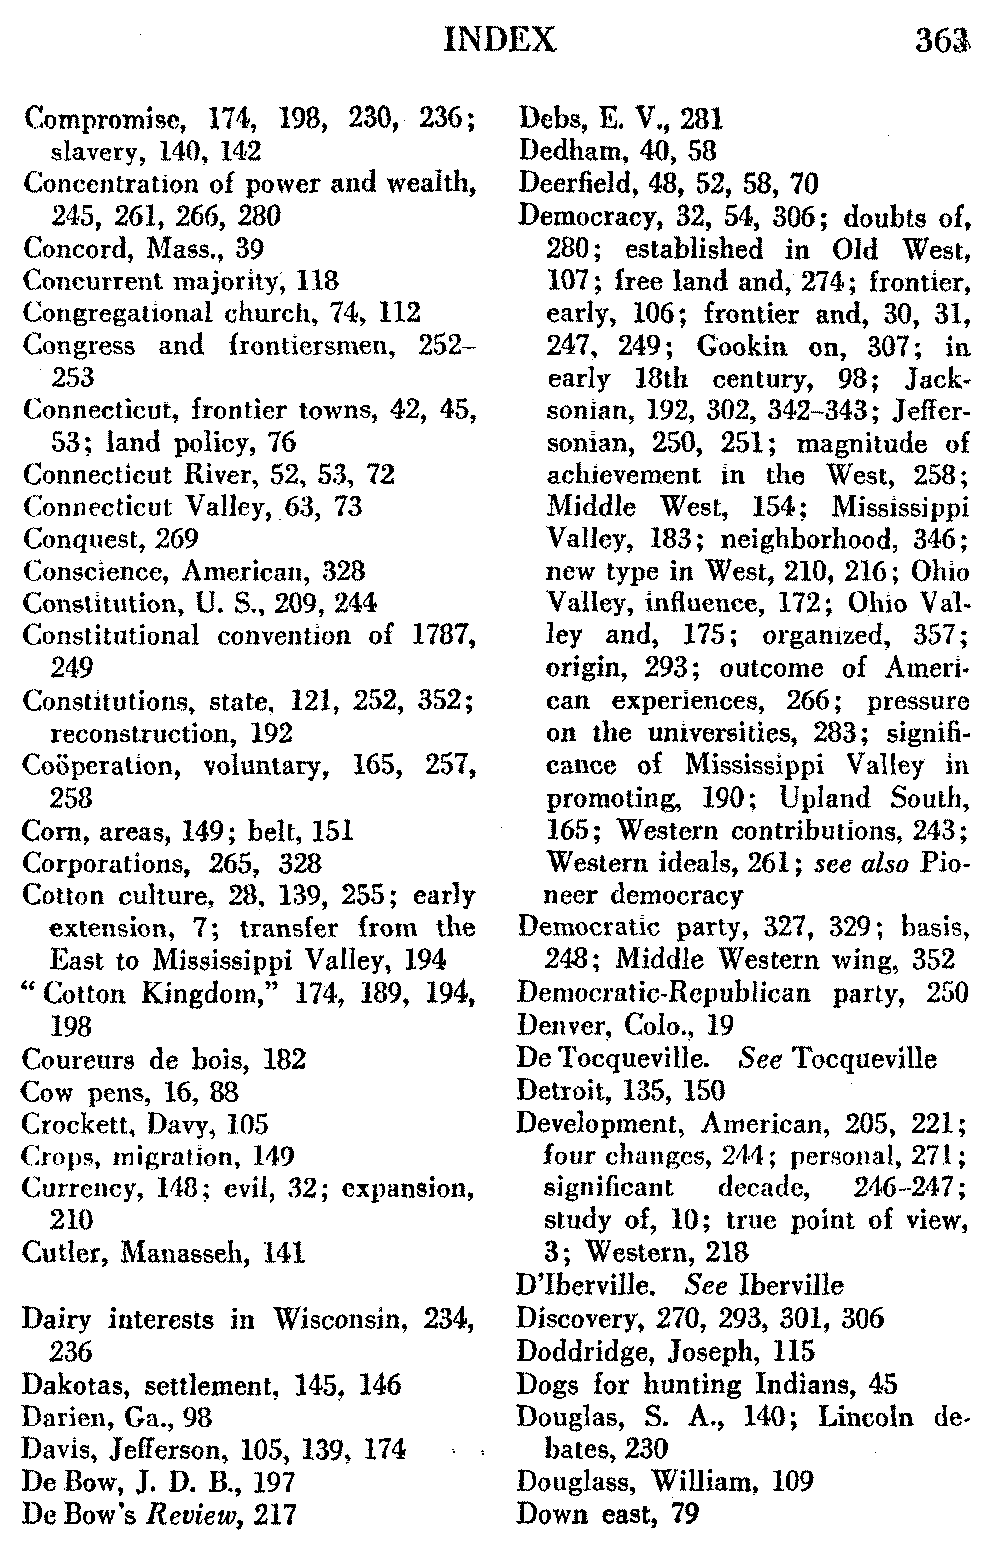 INDEX 363
Compromise, 174, 198, 230, 236;
slavery, 140, 142
Concentration of power and wealth,
245, 261, 266, 280
Concord, Mass., 39
Concurrent majority, 118
Congregational church, 74, 112
Congress and frontiersmen, 252–
253
Connecticut, frontier towns, 42, 45,
53; land policy, 76
Connecticut River, 52, 53, 72
Connecticut Valley, 63, 73
Conquest, 269
Conscience, American, 328
Constitution, U. S., 209, 244
Constitutional convention of 1787,
249
Constitutions, state, 121, 252, 352;
reconstruction, 192
Coöperation, voluntary, 165, 257,
258
Corn, areas, 149; belt, 151
Corporations, 265, 328
Cotton culture, 28, 139, 255; early
extension, 7; transfer from the
East to Mississippi Valley, 194
"Cotton Kingdom," 174, 189, 194,
198
Coureurs de bois, 182
Cow pens, 16, 88
Crockett, Davy, 105
Crops, migration, 149
Currency, 148; evil, 32; expansion,
210
Cutler, Manasseh, 141
Dairy interests in Wisconsin, 234,
236
Dakotas, settlement, 145, 146
Darien, Ga., 98
Davis, Jefferson, 105, 139, 174
De Bow, J. D. B., 197
De Bow's Review, 217
Debs, E. V., 281
Dedham, 40, 58
Deerfield, 48, 52, 58, 70
Democracy, 32, 54, 306; doubts of,
280; established in Old West,
107; free land and, 274; frontier,
early, 106; frontier and, 30, 31,
247, 249; Gookin on, 307; in
early 18th century, 98; Jack-
sonian, 192, 302, 342–343; Jeffer-
sonian, 250, 251; magnitude of
achievement in the West, 258;
Middle West, 154; Mississippi
Valley, 183; neighborhood, 346;
new type in West, 210, 216; Ohio
Valley, influence, 172; Ohio Val-
ley and, 175; organized, 357;
origin, 293; outcome of Ameri-
can experiences, 266; pressure
on the universities, 283; signifi-
cance of Mississippi Valley in
promoting, 190; Upland South,
165; Western contributions, 243;
Western ideals, 261; see also Pio-
neer democracy
Democratic party, 327, 329; basis,
248; Middle Western wing, 352
Democratic-Republican party, 250
Denver, Colo., 19
De Tocqueville. See Tocqueville
Detroit, 135, 150
Development, American, 205, 221;
four changes, 244; personal, 271;
significant decade, 246–247;
study of, 10; true point of view,
3; Western, 218
D'Iberville. See Iberville
Discovery, 270, 293, 301, 306
Doddridge, Joseph, 115
Dogs for hunting Indians, 45
Douglas, S. A., 140; Lincoln de-
bates, 230
Douglass, William, 109
Down east, 79